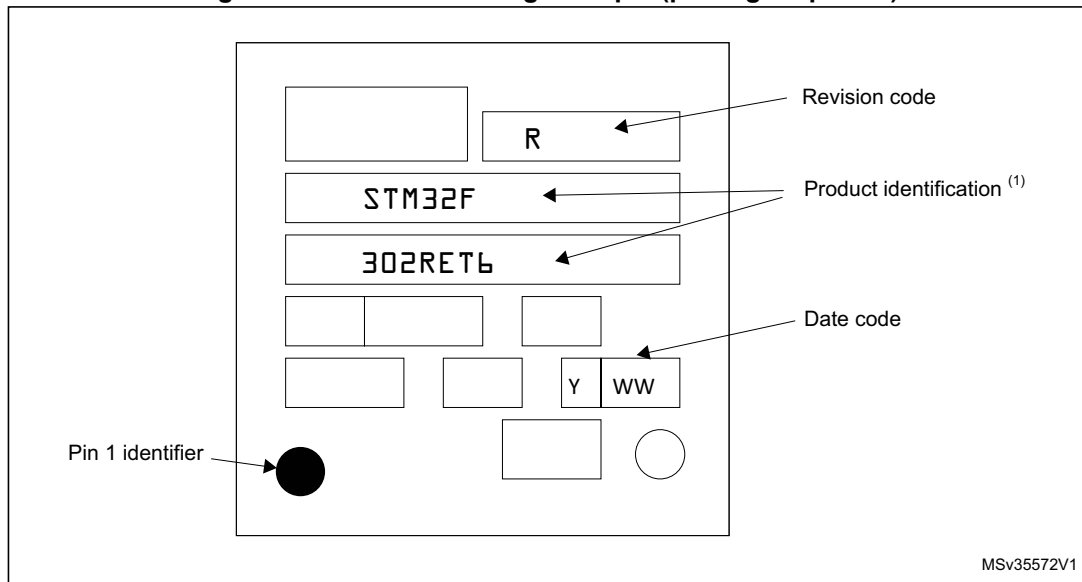 Revision code
R
Product identification (1)
STM32F
302RET6
Date code
Y WW
Pin 1 identifier
MSv35572V1